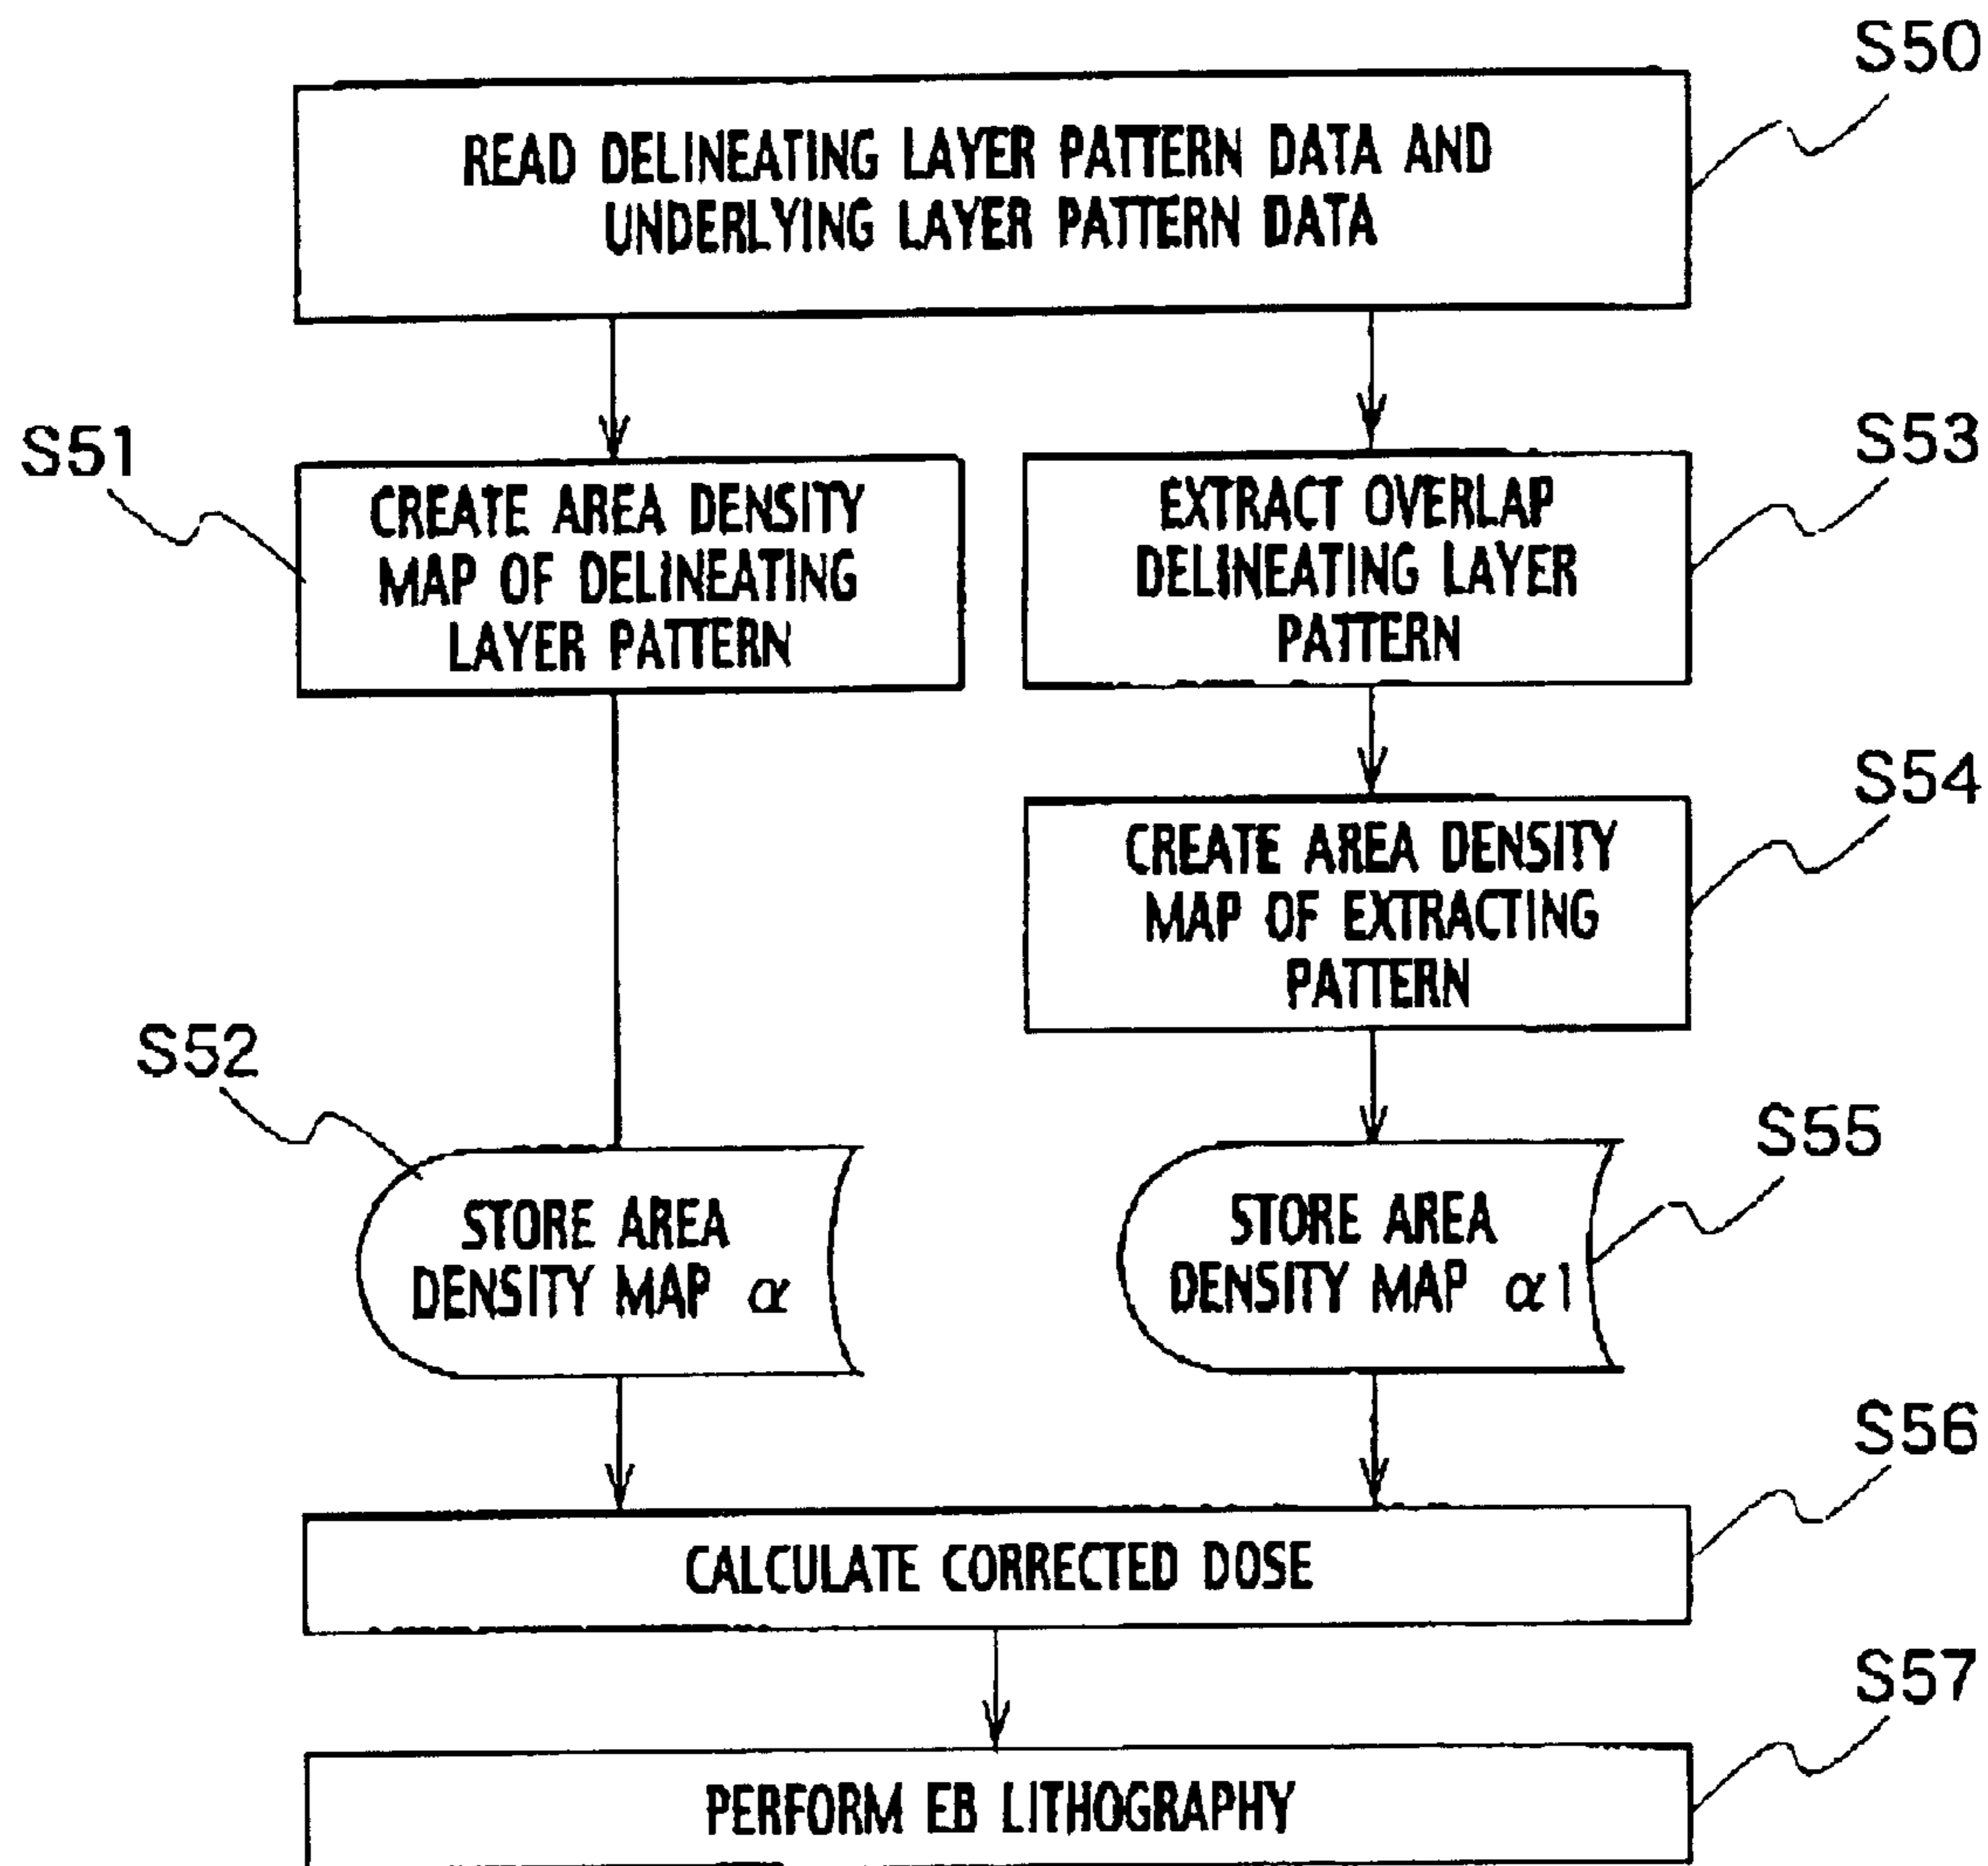 S50
READ DELINEATING LAYER PATTERN DATA AND
UNDERLYING LAYER PATTERN DATA
S51
CREATE AREA DENSITY
MAP OF DELINEATING
LAYER PATTERN
S53
EXTRACT OVERLAP
DELINEATING LAYER
PATTERN
S54
CREATE AREA DENSITY
MAP OF EXTRACTING
PATTERN
S52
STORE AREA
DENSITY MAP α
S55
STORE AREA
DENSITY MAP α1
S56
CALCULATE CORRECTED DOSE
S57
PERFORM EB LITHOGRAPHY